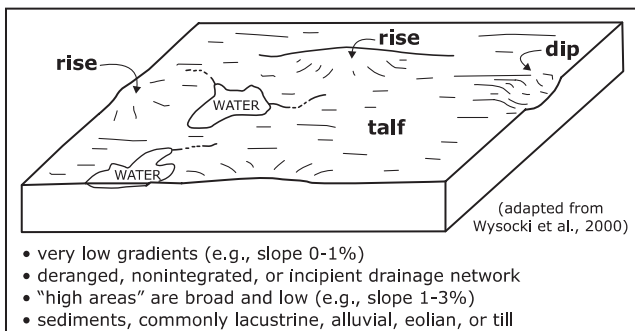 rise
rise
dip
WATER
talf
WATER
(adapted from
Wysocki et al., 2000)
• very low gradients (e.g., slope 0-1%)
• deranged, nonintegrated, or incipient drainage network
• “high areas” are broad and low (e.g., slope 1-3%)
• sediments, commonly lacustrine, alluvial, eolian, or till